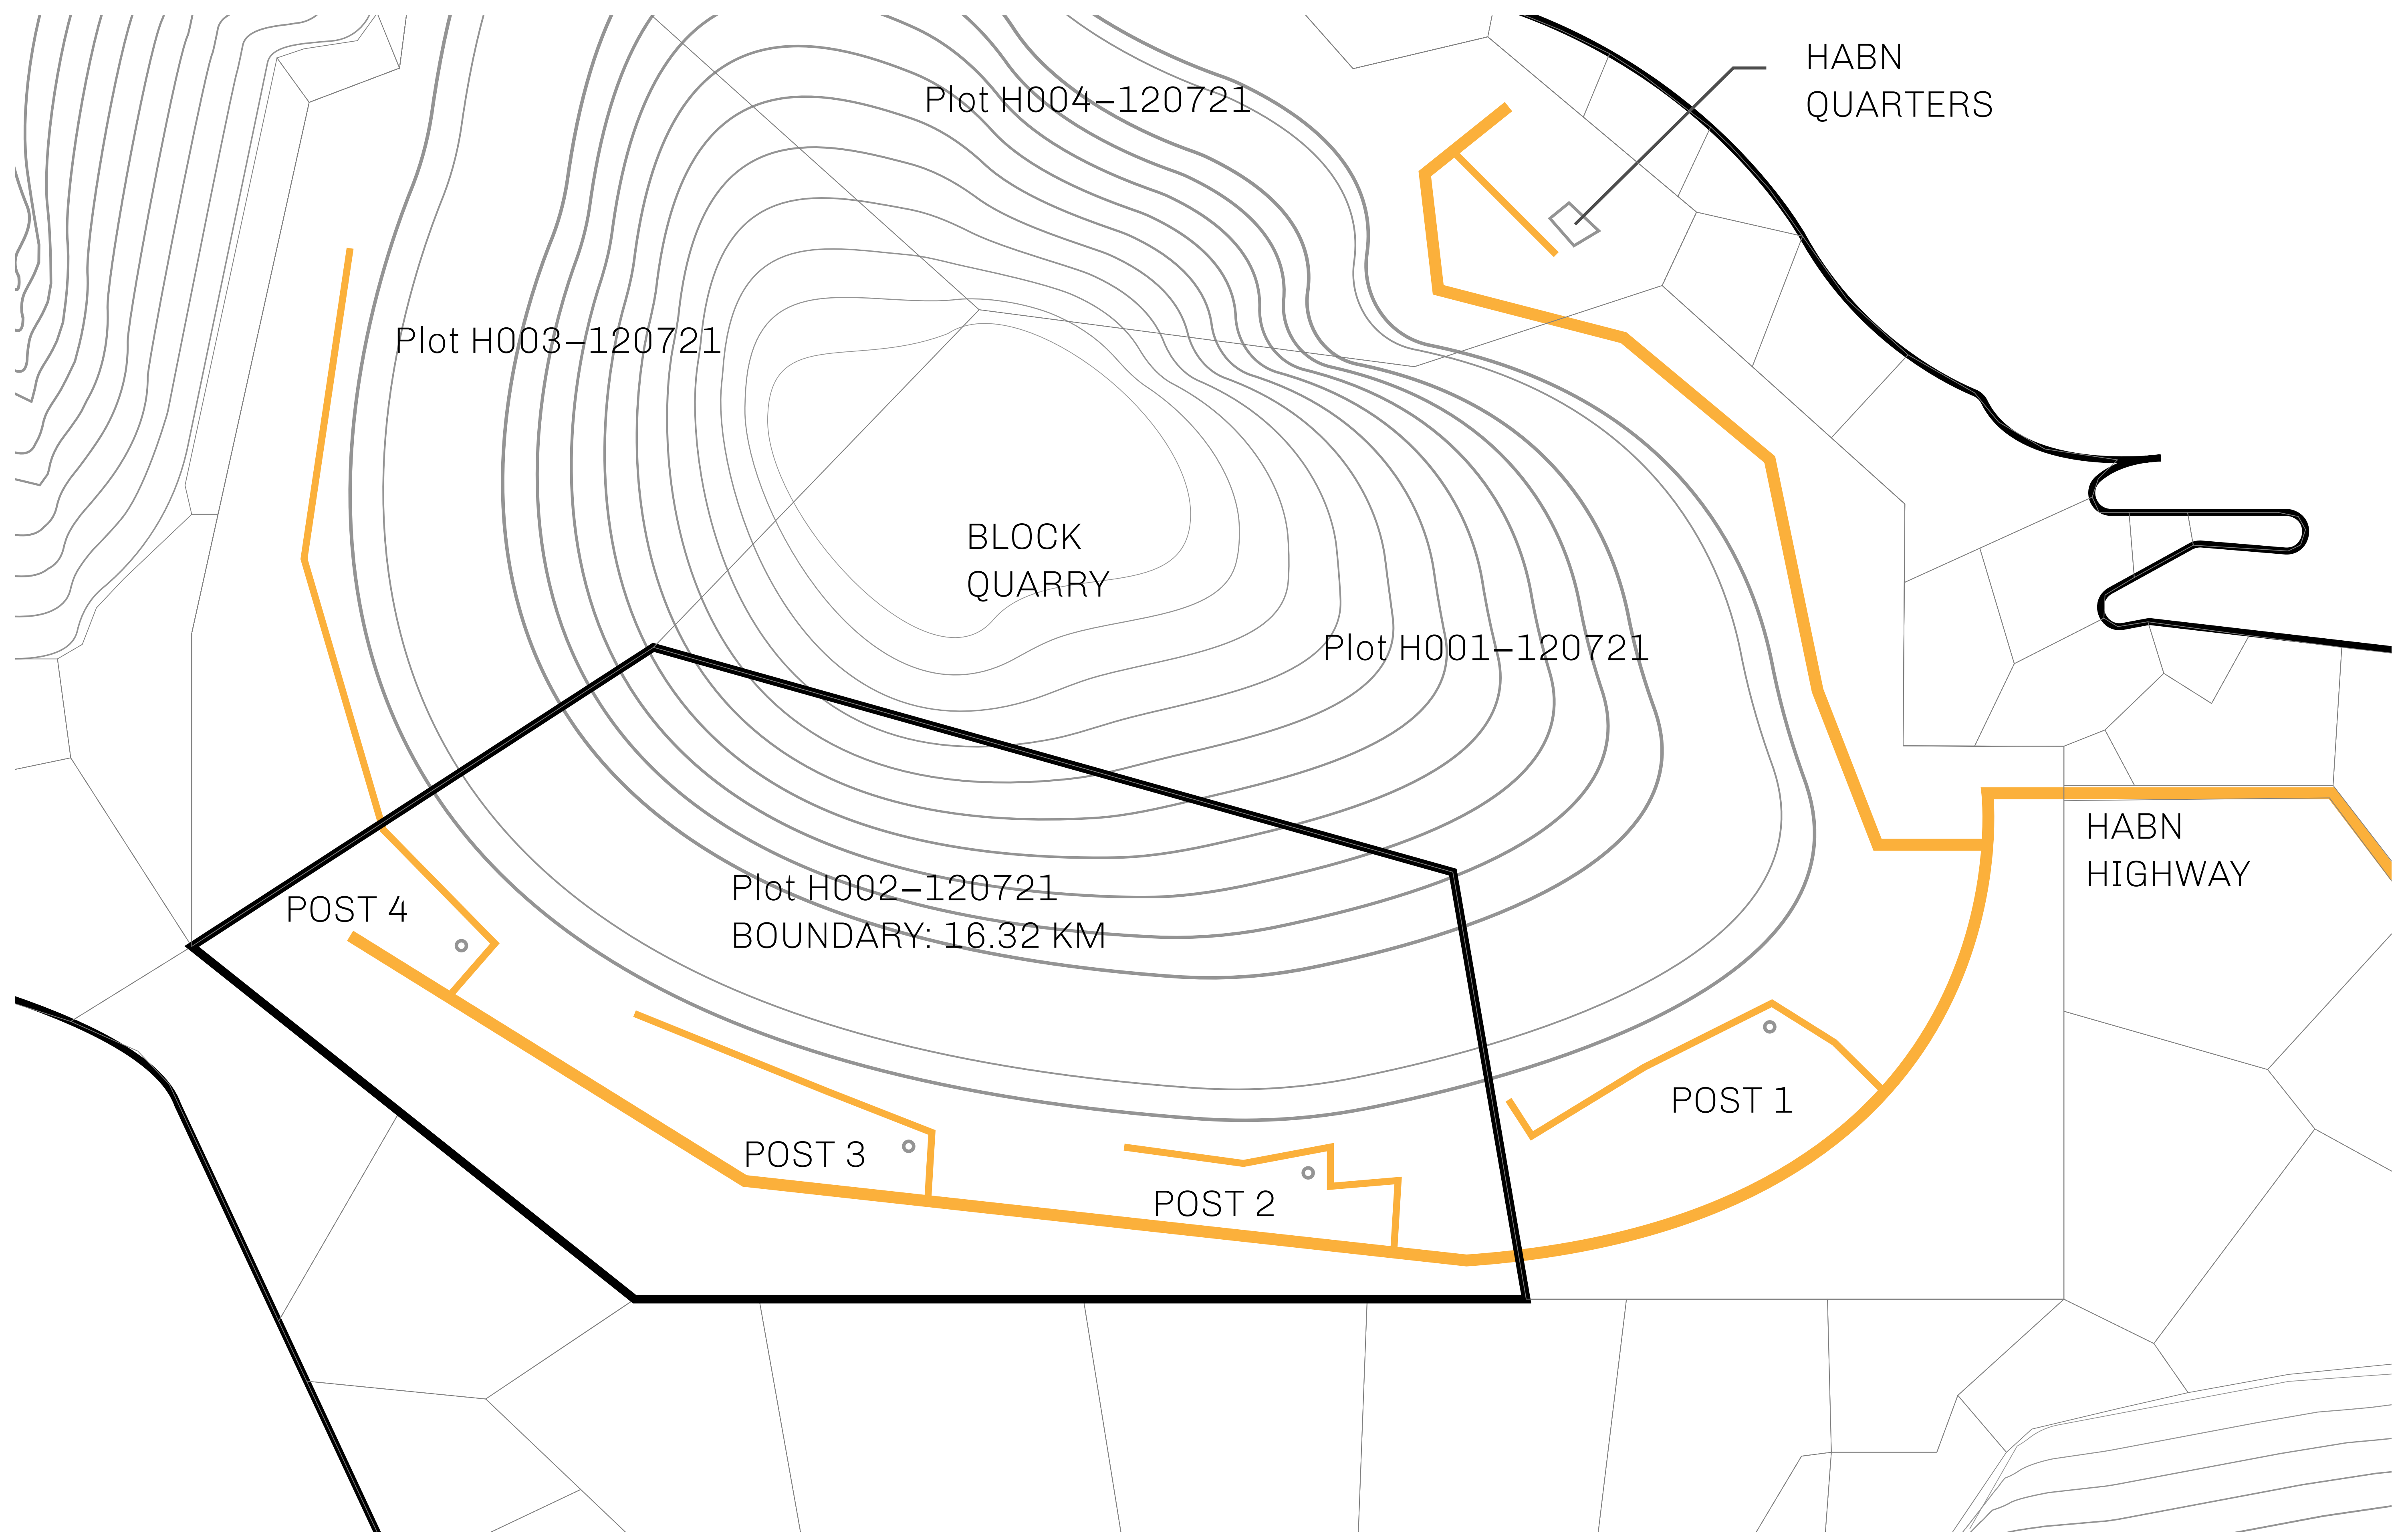 HABN
QUARTERS
Plot H004–120721
Plot H003–120721
BLOCK
QUARRY
Plot H001–120721
HABN
HIGHWAY
Plot H002–120721
BOUNDARY: 16.32 KM
POST 4
POST 1
POST 3
POST 2